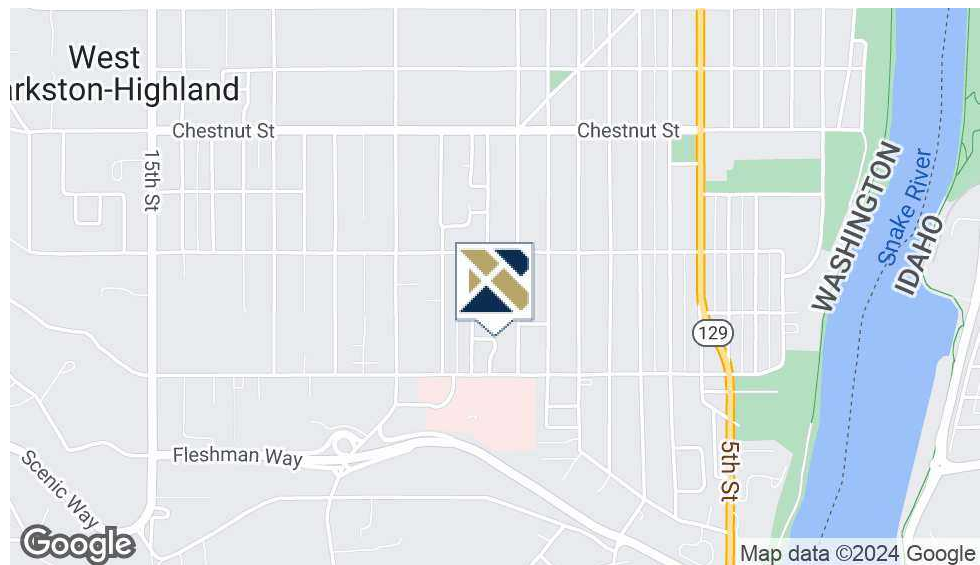 West
arkston-Highland
Chestnut St
Chestnut St
15th St
WASHINGTON
Snake River
IDAHO
129
Fleshman Way
Scenic Way
5th St
Google
Map data ©2024 Google